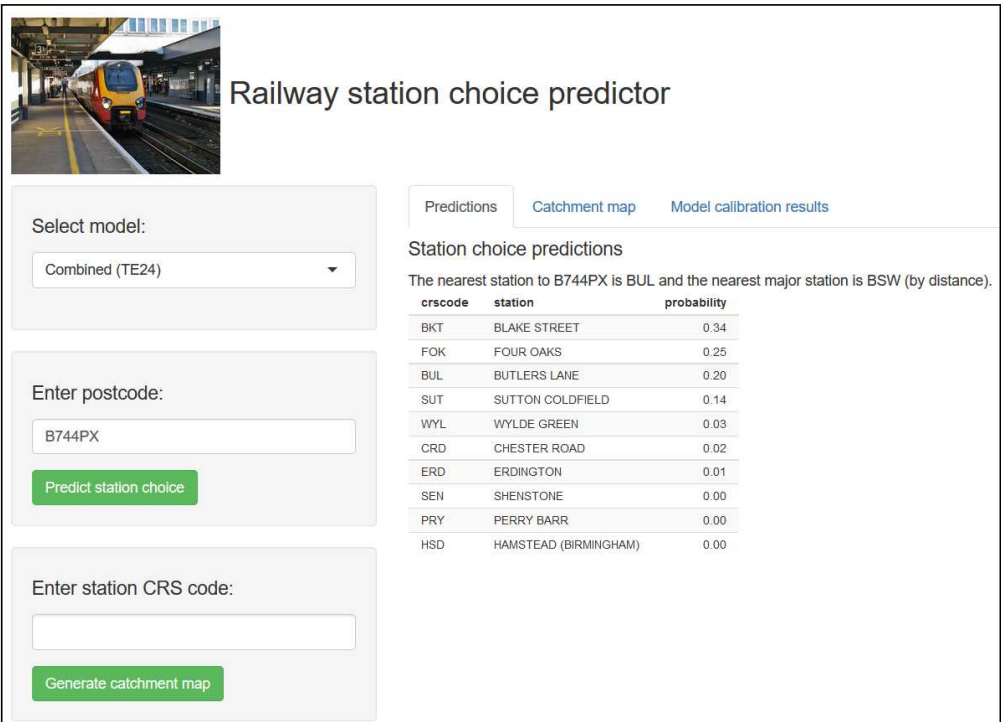 Railway station choice predictor
Select model:
Combined (TE24)
Enter postcode:
B744PX
Predict station choice
Enter station CRS code:
Generate catchment map
Predictions Catchment map Model calibration results
Station choice predictions
The nearest station to B744PX is BUL and the nearest major station is BSW (by distance).
crscode station probability
BKT BLAKE STREET 0.34
FOK FOUR OAKS 0.25
BUL BUTLERS LANE 0.20
SUT SUTTON COLDFIELD 0.14
WYL WYLDE GREEN 0.03
CRD CHESTER ROAD 0.02
ERD ERDINGTON 0.01
SEN SHENSTONE 0.00
PRY PERRY BARR 0.00
HSD HAMSTEAD (BIRMINGHAM) 0.00